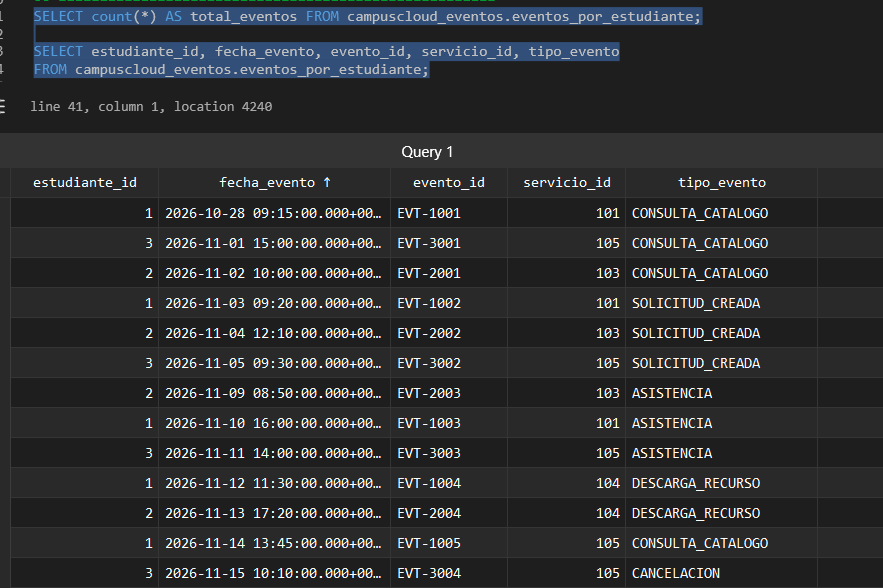 SELECT count(*) AS total_eventos FROM campuscloud_eventos.eventos_por_estudiante;
SELECT estudiante_id, fecha_evento, evento_id, servicio_id, tipo_evento
FROM campuscloud_eventos.eventos_por_estudiante;
line 41, column 1, location 4240
Query 1
estudiante_id fecha_evento ↑ evento_id servicio_id tipo_evento
1 2026-10-28 09:15:00.000+00… EVT-1001 101 CONSULTA_CATALOGO
3 2026-11-01 15:00:00.000+00… EVT-3001 105 CONSULTA_CATALOGO
2 2026-11-02 10:00:00.000+00… EVT-2001 103 CONSULTA_CATALOGO
1 2026-11-03 09:20:00.000+00… EVT-1002 101 SOLICITUD_CREADA
2 2026-11-04 12:10:00.000+00… EVT-2002 103 SOLICITUD_CREADA
3 2026-11-05 09:30:00.000+00… EVT-3002 105 SOLICITUD_CREADA
2 2026-11-09 08:50:00.000+00… EVT-2003 103 ASISTENCIA
1 2026-11-10 16:00:00.000+00… EVT-1003 101 ASISTENCIA
3 2026-11-11 14:00:00.000+00… EVT-3003 105 ASISTENCIA
1 2026-11-12 11:30:00.000+00… EVT-1004 104 DESCARGA_RECURSO
2 2026-11-13 17:20:00.000+00… EVT-2004 104 DESCARGA_RECURSO
1 2026-11-14 13:45:00.000+00… EVT-1005 105 CONSULTA_CATALOGO
3 2026-11-15 10:10:00.000+00… EVT-3004 105 CANCELACION